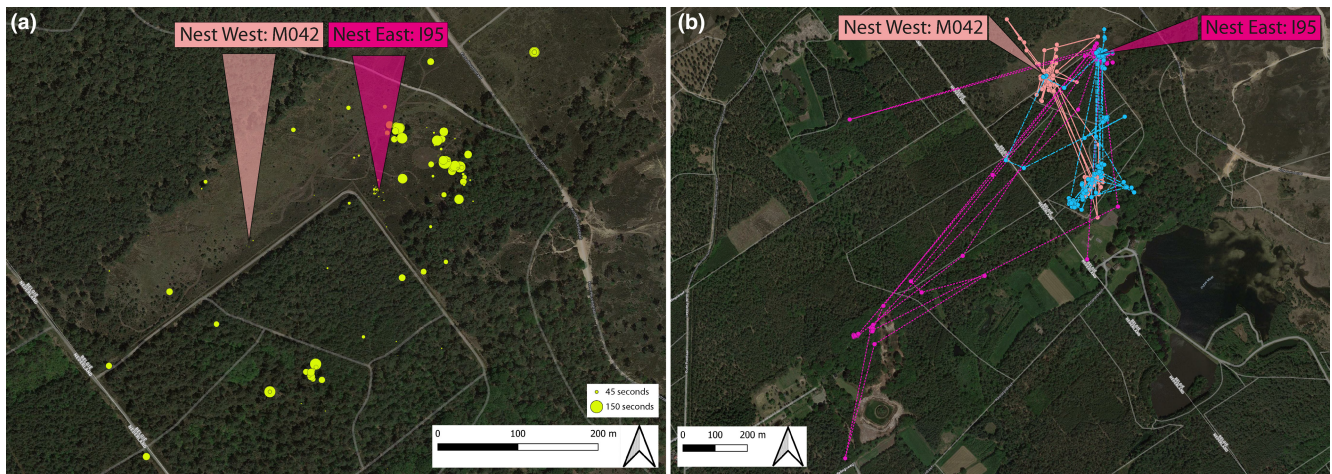 (a)
Nest West: M042
Nest East: I95
45 seconds
150 seconds
0 100 200 m
(b)
Nest West: M042
Nest East: I95
0 100 200 m